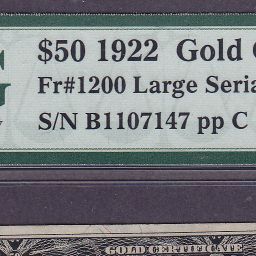 $50 1922 Gold C
Fr#1200 Large Seria
S/N B1107147 pp C
GOLD CERTIFICATE